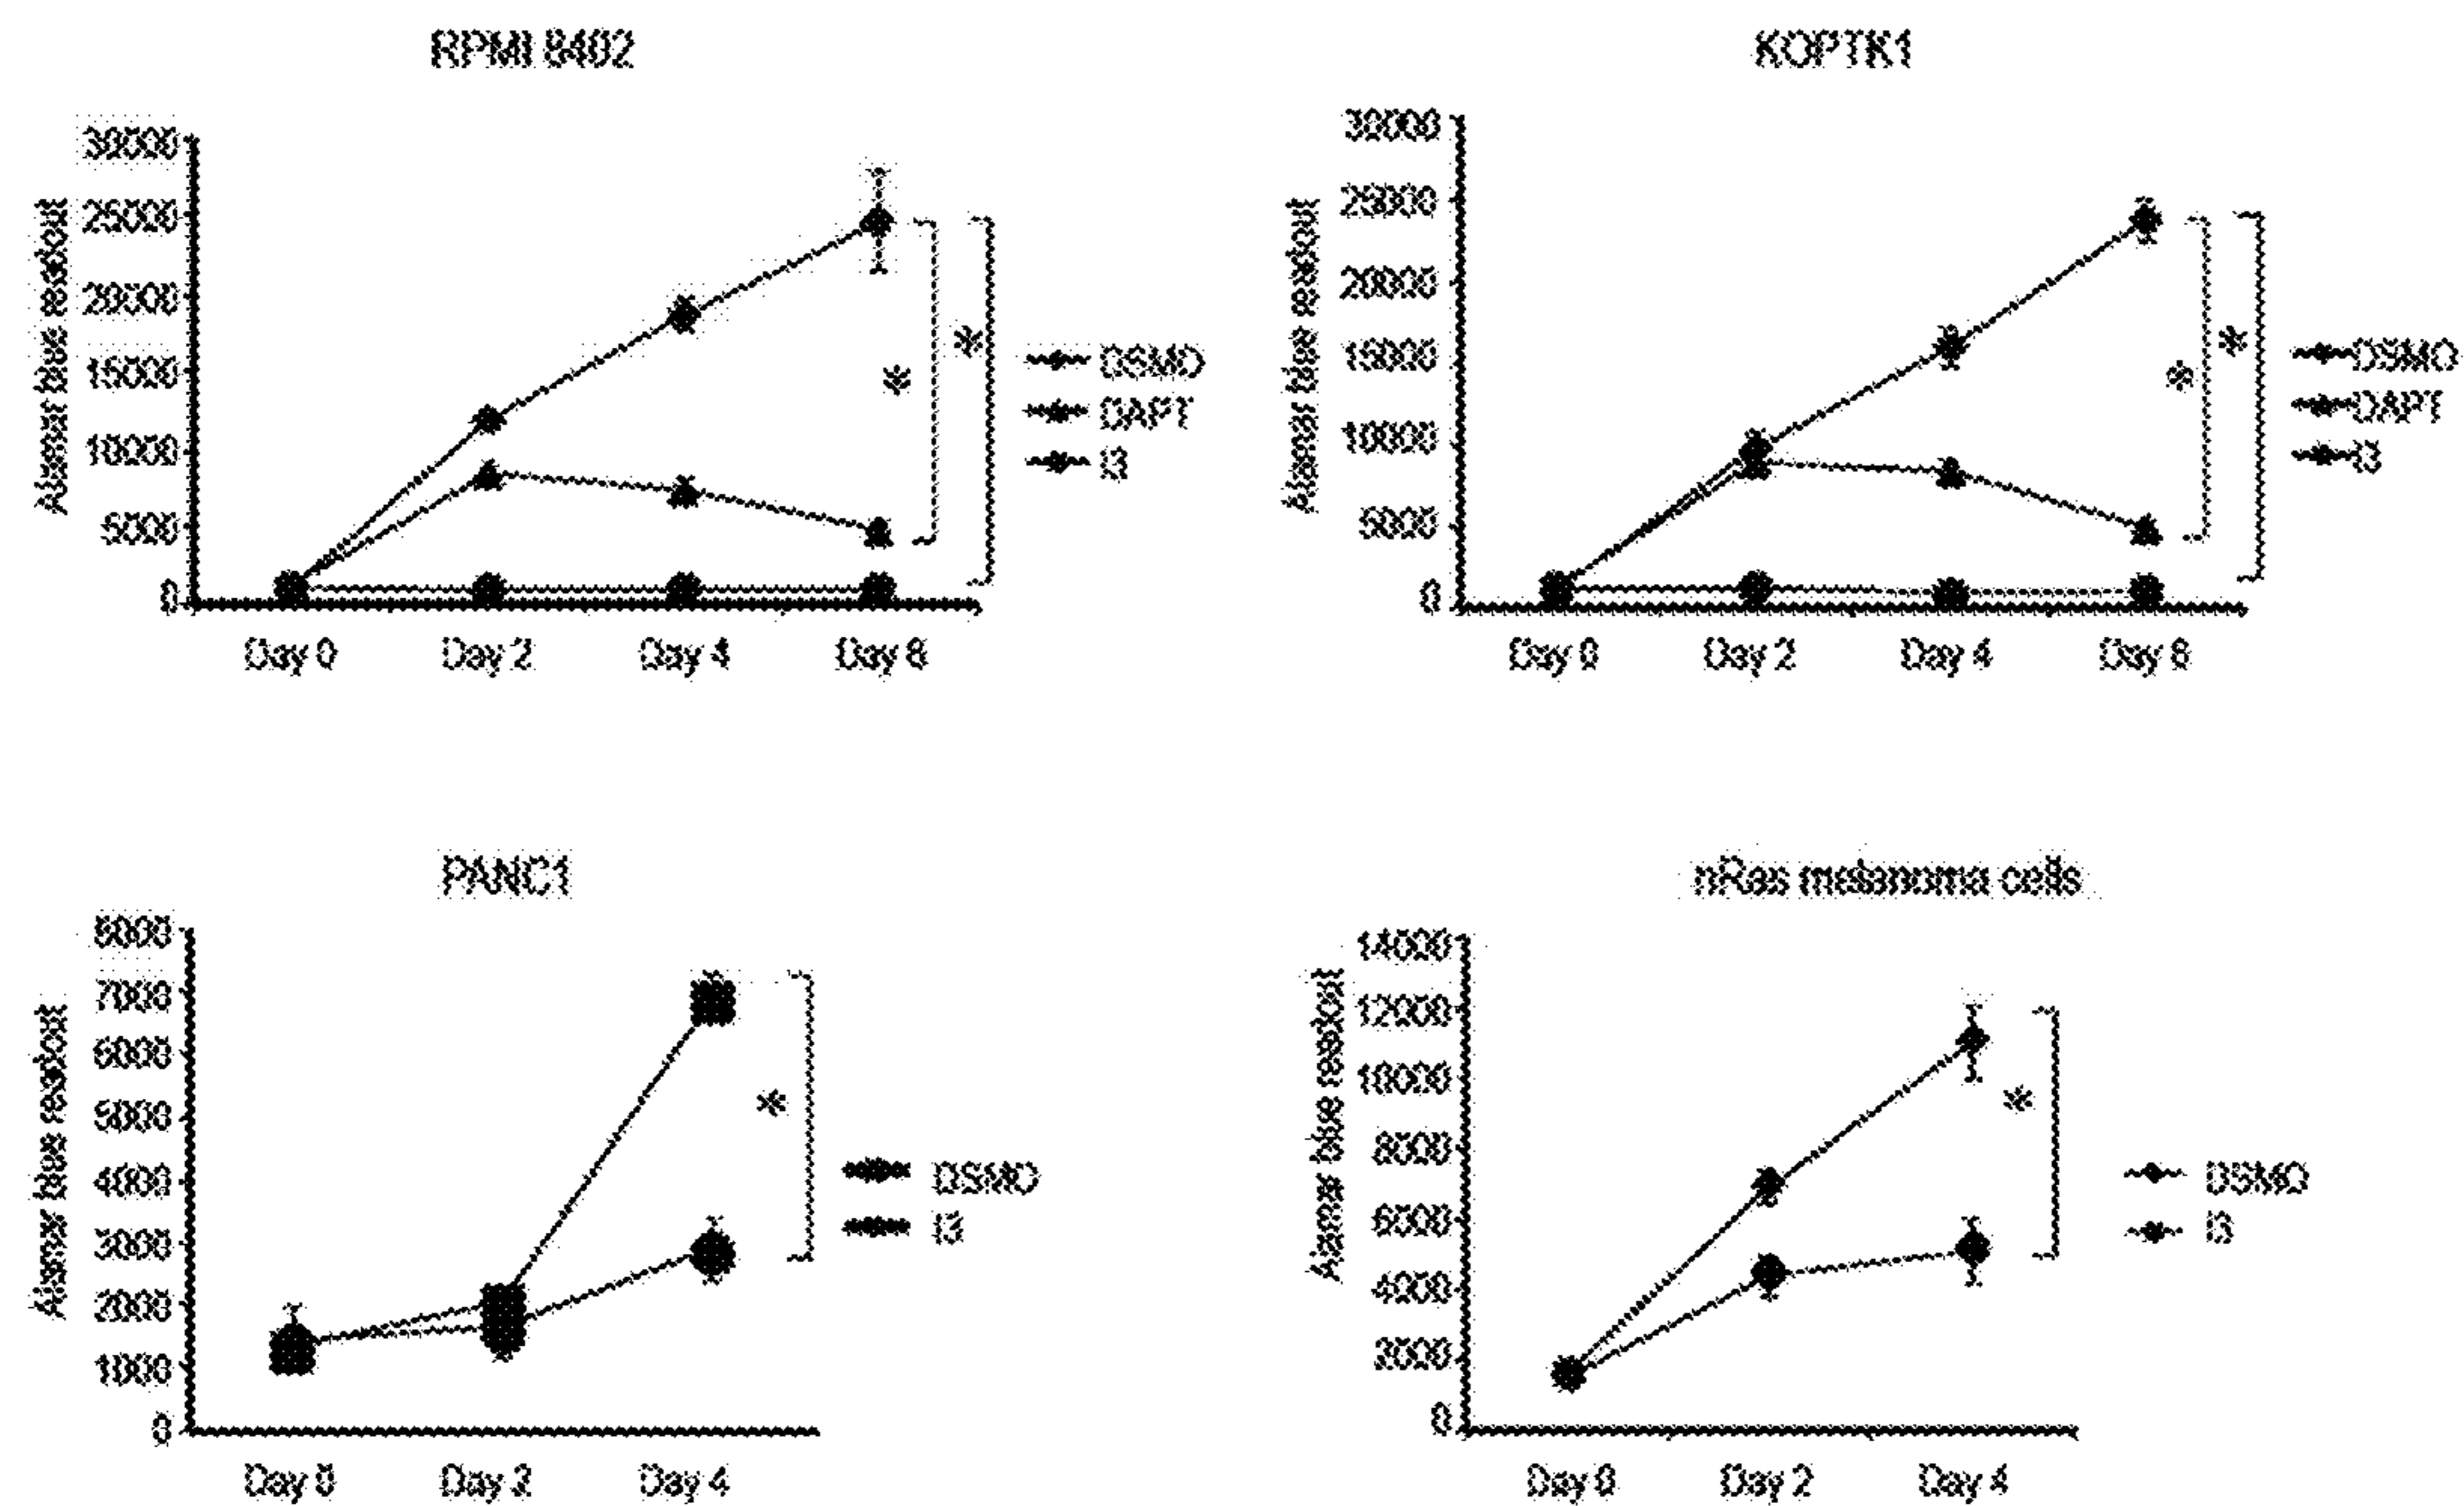 RPMI 8402
Alamar blue readout
30000
25000
20000
15000
10000
5000
0
Day 0 Day 2 Day 4 Day 6
*
*
DSMO
DAPT
i3
KOPTK1
Alamar blue readout
30000
25000
20000
15000
10000
5000
0
Day 0 Day 2 Day 4 Day 6
*
*
DSMO
DAPT
i3
PANC1
Alamar blue readout
8000
7000
6000
5000
4000
3000
2000
1000
0
Day 0 Day 2 Day 4
*
DSMO
i3
nRas melanoma cells
Alamar blue readout
14000
12000
10000
8000
6000
4000
2000
0
Day 0 Day 2 Day 4
*
DSMO
i3